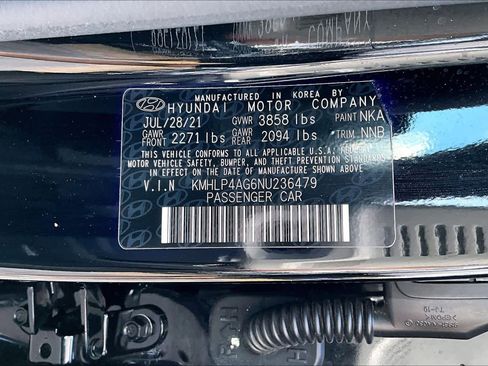 MANUFACTURED IN KOREA BY
HYUNDAI MOTOR COMPANY
JUL/28/21 GVWR 3858 lbs PAINT NKA
GAWR FRONT 2271 lbs GAWR REAR 2094 lbs TRIM NNB
THIS VEHICLE CONFORMS TO ALL APPLICABLE FEDERAL
MOTOR VEHICLE SAFETY, BUMPER, AND THEFT PREVENTION STANDARDS
IN EFFECT ON THE DATE OF MANUFACTURE SHOWN ABOVE.
V.I.N KMHLP4AG6NU236479
PASSENGER CAR